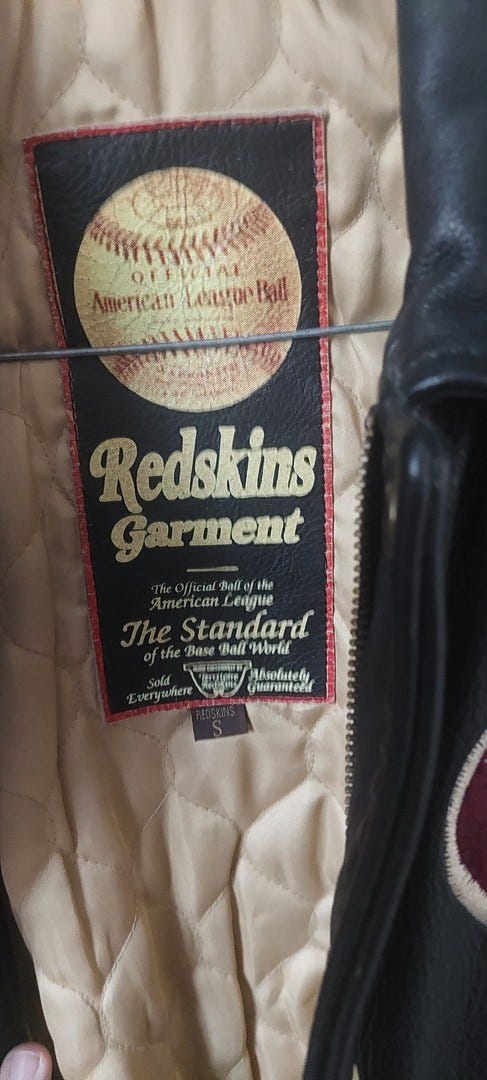 OFFICIAL
American League Ball
Redskins
Garment
The Official Ball of the
American League
The Standard
of the Base Ball World
Sold
Everywhere
Absolutely
Guaranteed
REDSKINS
S